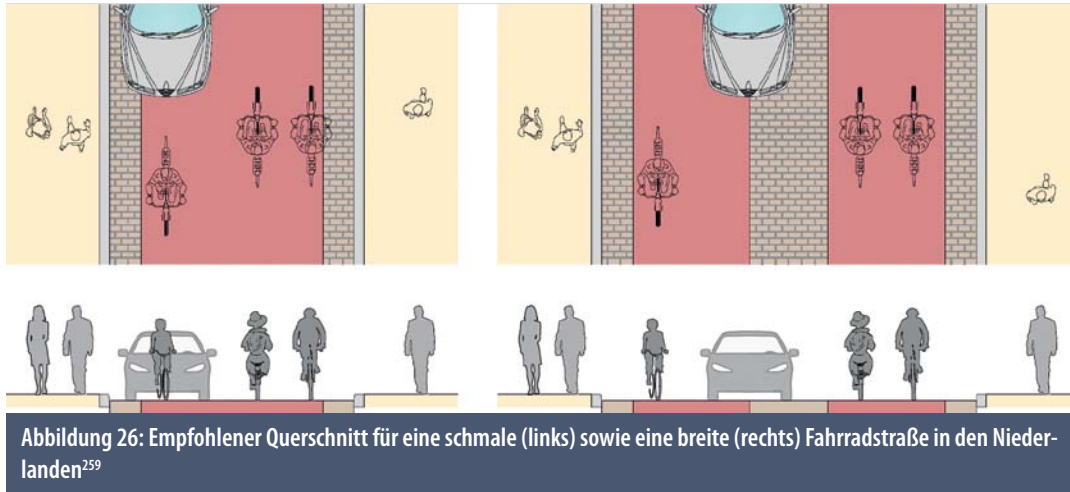 Abbildung 26: Empfohlener Querschnitt für eine schmale (links) sowie eine breite (rechts) Fahrradstraße in den Nieder-
landen²⁵⁹